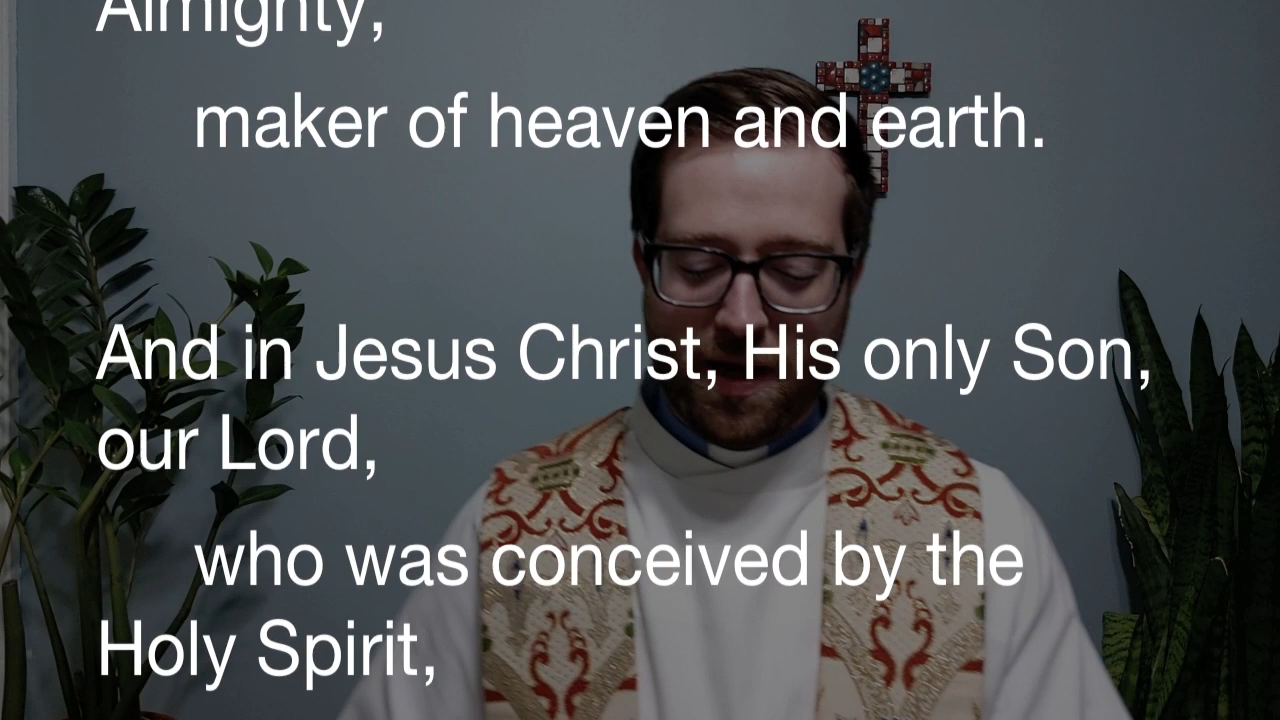 Almighty,
maker of heaven and earth.
And in Jesus Christ, His only Son,
our Lord,
who was conceived by the
Holy Spirit,